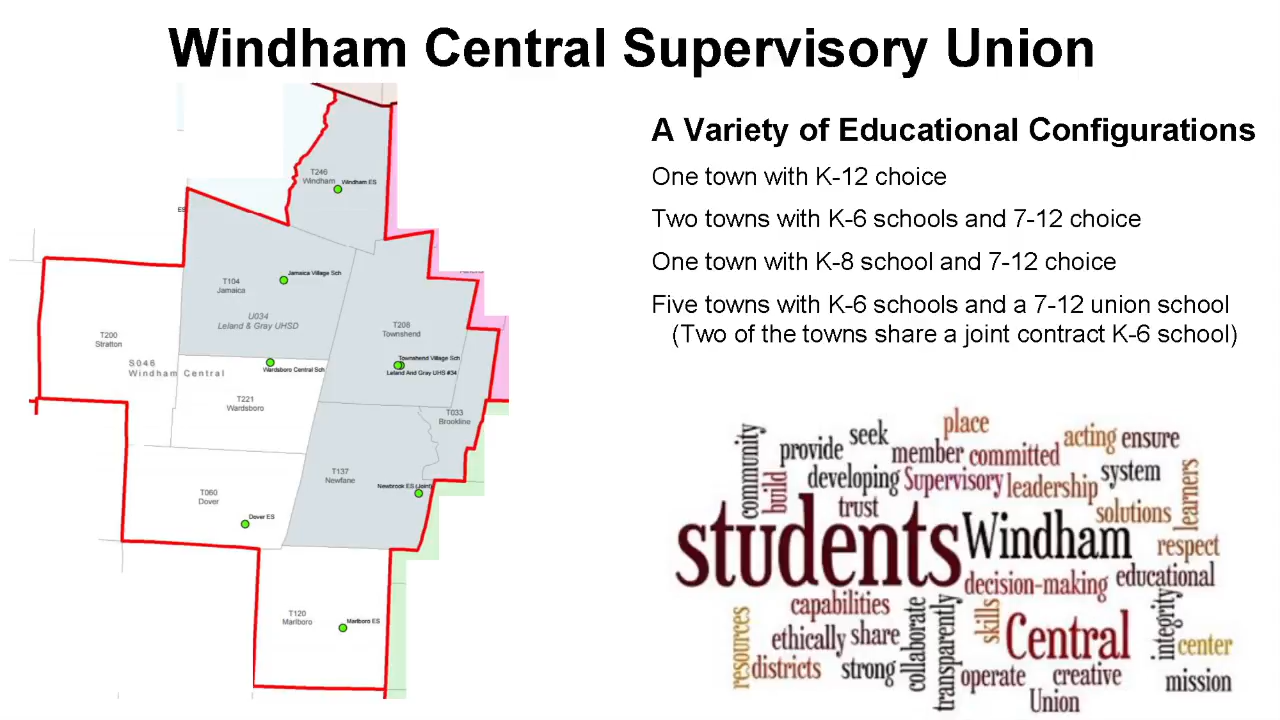 Windham Central Supervisory Union
A Variety of Educational Configurations
One town with K-12 choice
Two towns with K-6 schools and 7-12 choice
One town with K-8 school and 7-12 choice
Five towns with K-6 schools and a 7-12 union school
(Two of the towns share a joint contract K-6 school)
T246
Windham
Windham ES
ES
T104
Jamaica
Jamaica Village Sch
U034
Leland & Gray UHSD
T208
Townshend
Townshend Village Sch
Leland And Gray UHS #34
T200
Stratton
S046
Windham Central
Wardsboro Central Sch
T221
Wardsboro
T033
Brookline
T137
Newfane
Newbrook ES (Joint)
T060
Dover
Dover ES
T120
Marlboro
Marlboro ES
community
provide
seek
place
member
committed
acting
ensure
build
developing
Supervisory
leadership
system
learners
trust
solutions
students
Windham
respect
decision-making
educational
capabilities
resources
ethically
share
collaborate
transparently
skills
Central
integrity
center
districts
strong
operate
creative
mission
Union